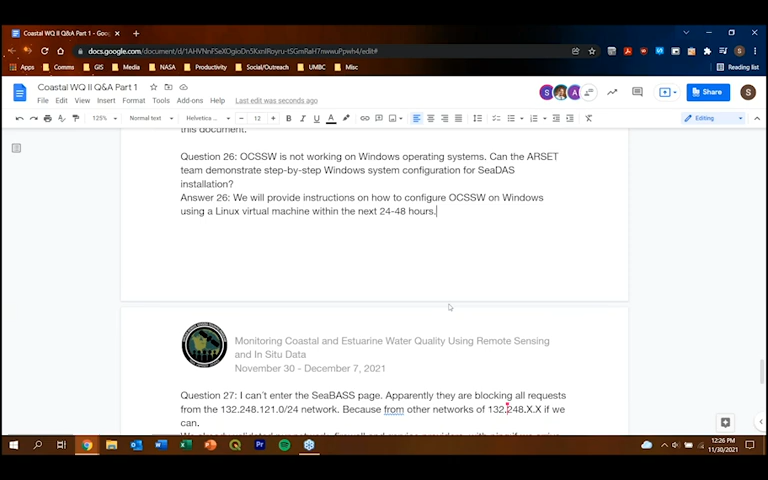 Coastal WQ II Q&A Part 1 - Goog
docs.google.com/document/d/
Apps Comms GIS Media NASA Productivity Social/Outreach UMBC Misc
Reading list
Coastal WQ II Q&A Part 1
File Edit View Insert Format Tools Add-ons Help Last edit was seconds ago
Share
S
125% Normal text Helvetica... 12
Editing
this document.
Question 26: OCSSW is not working on Windows operating systems. Can the ARSET
team demonstrate step-by-step Windows system configuration for SeaDAS
installation?
Answer 26: We will provide instructions on how to configure OCSSW on Windows
using a Linux virtual machine within the next 24-48 hours.
Monitoring Coastal and Estuarine Water Quality Using Remote Sensing
and In Situ Data
November 30 - December 7, 2021
Question 27: I can't enter the SeaBASS page. Apparently they are blocking all requests
from the 132.248.121.0/24 network. Because from other networks of 132.248.X.X if we
can.
12:26 PM
11/30/2021